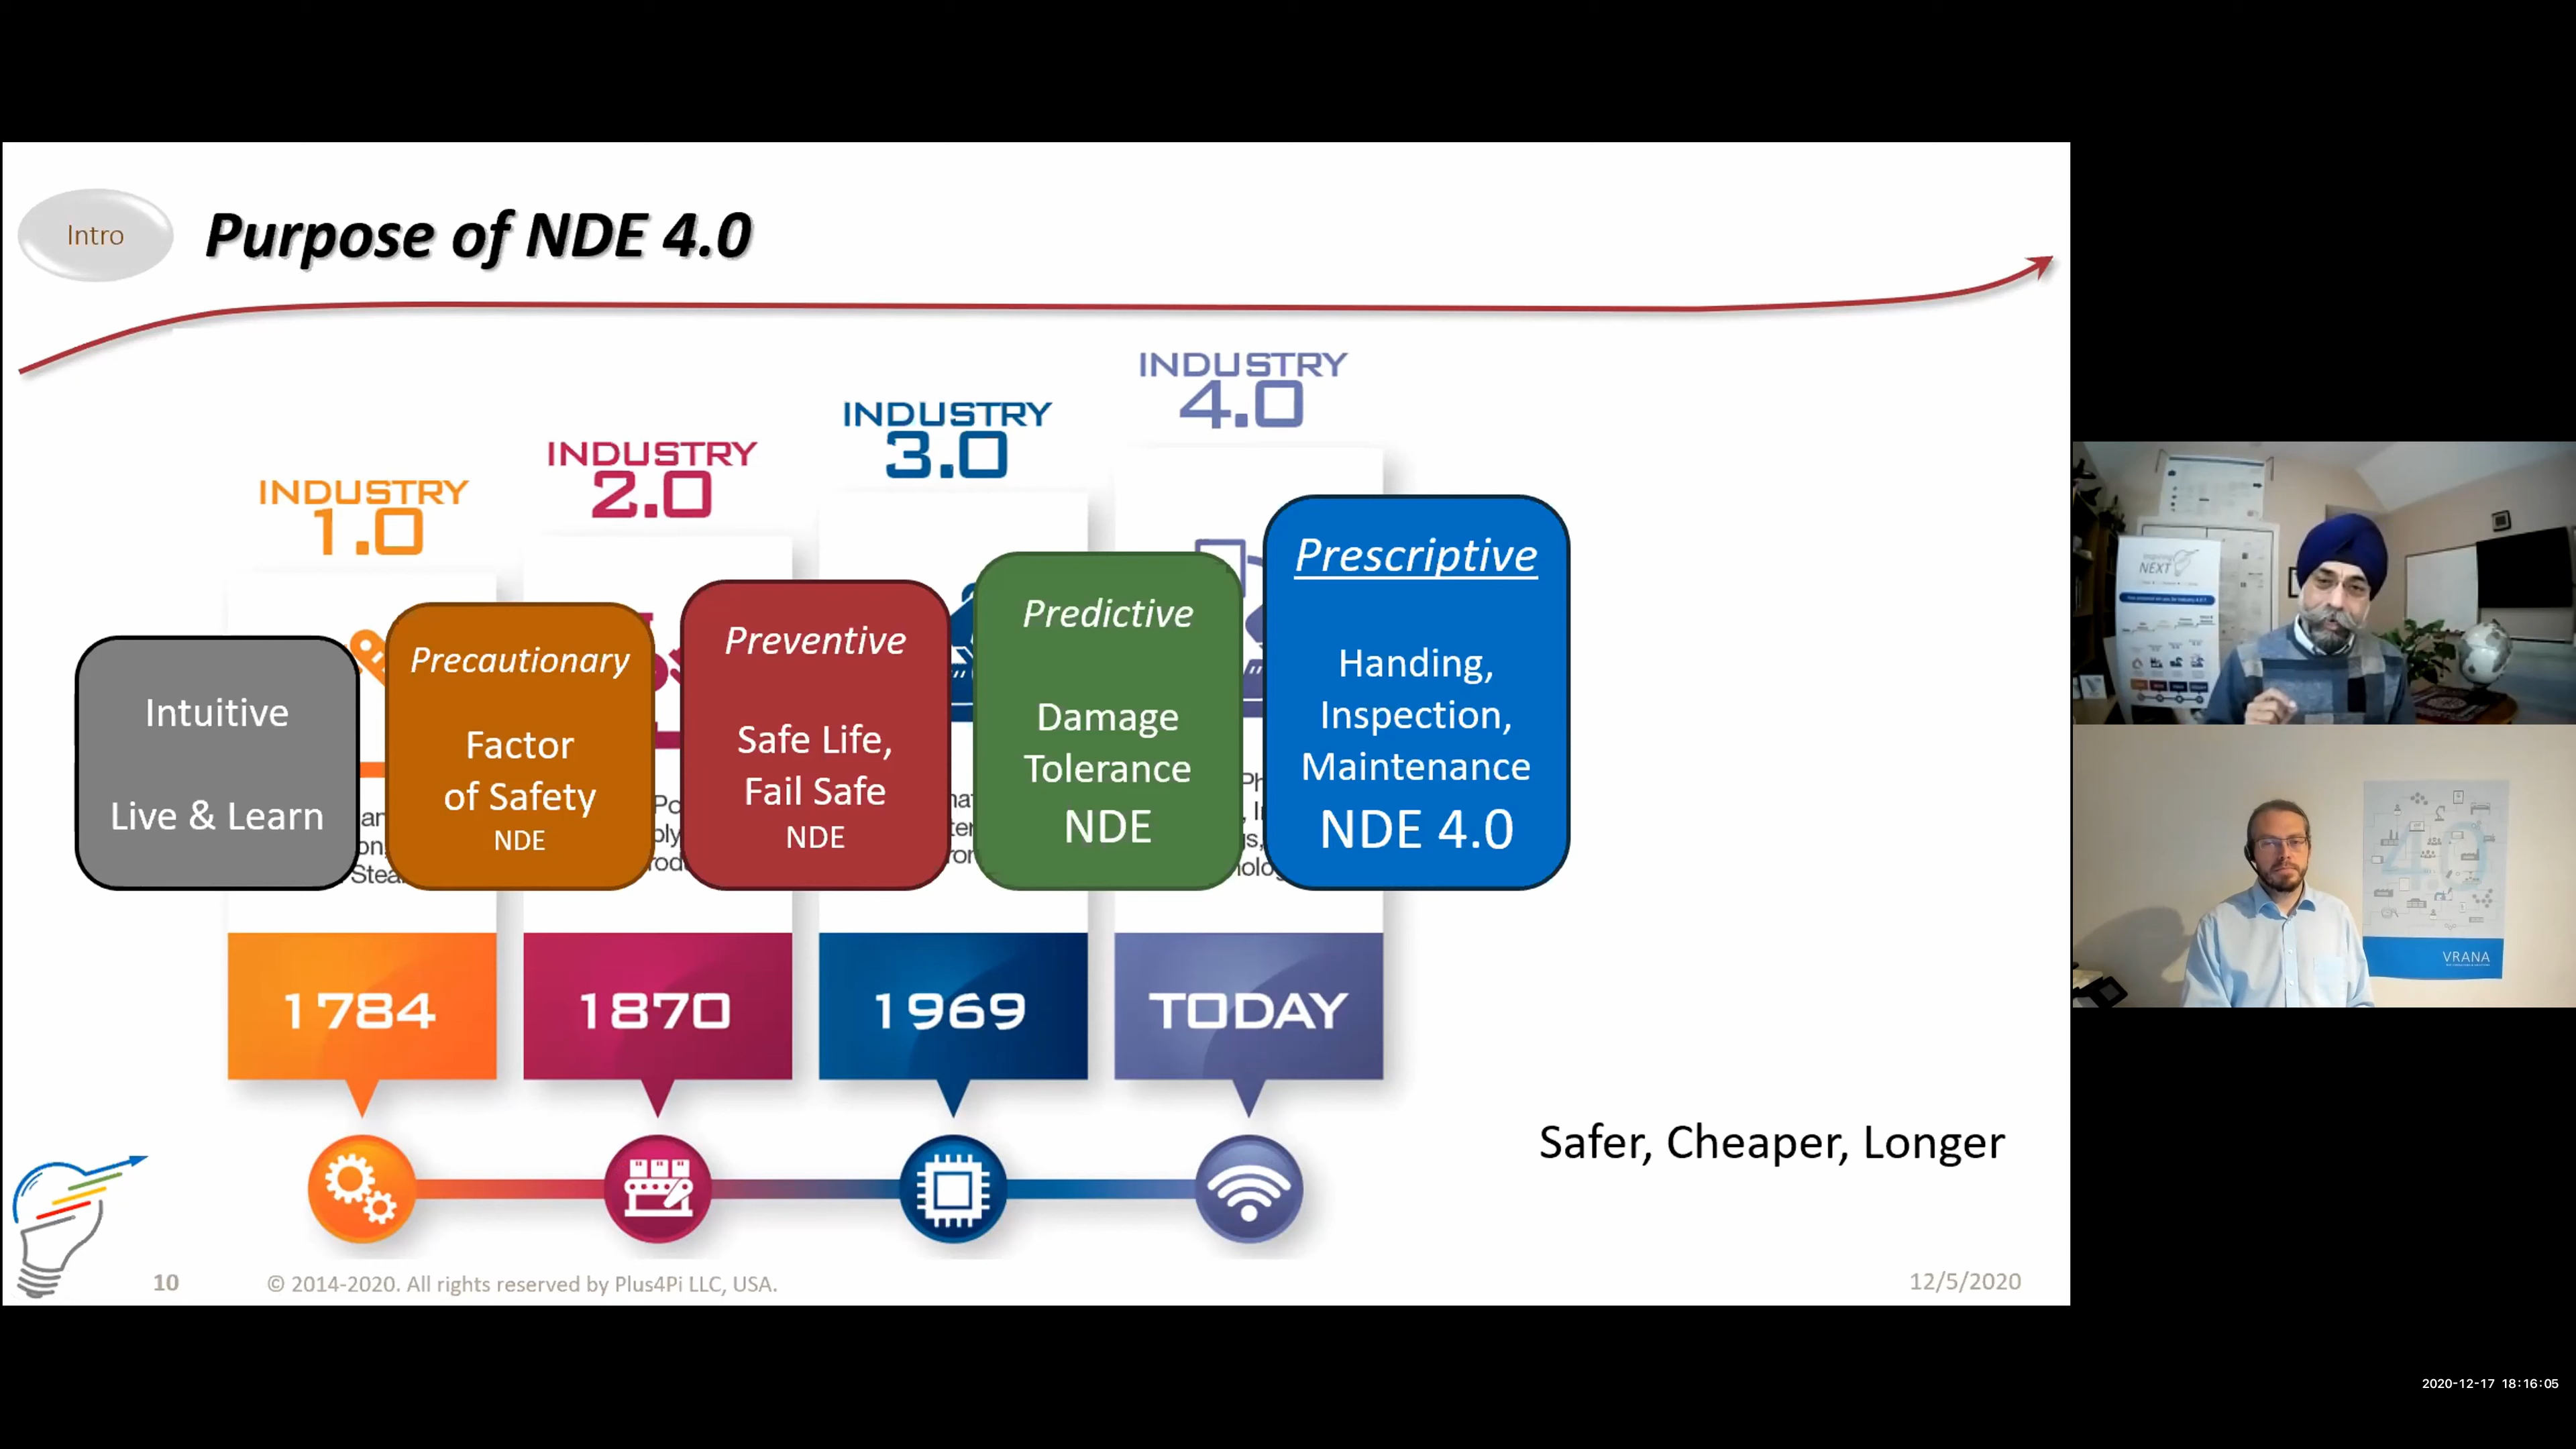 Intro
Purpose of NDE 4.0
INDUSTRY
1.0
INDUSTRY
2.0
INDUSTRY
3.0
INDUSTRY
4.0
Intuitive
Live & Learn
Precautionary
Factor
of Safety
NDE
Preventive
Safe Life,
Fail Safe
NDE
Predictive
Damage
Tolerance
NDE
Prescriptive
Handing,
Inspection,
Maintenance
NDE 4.0
1784
1870
1969
TODAY
Safer, Cheaper, Longer
10
© 2014-2020. All rights reserved by Plus4Pi LLC, USA.
12/5/2020
NEXT
4.0
VRANA
2020-12-17 18:16:05